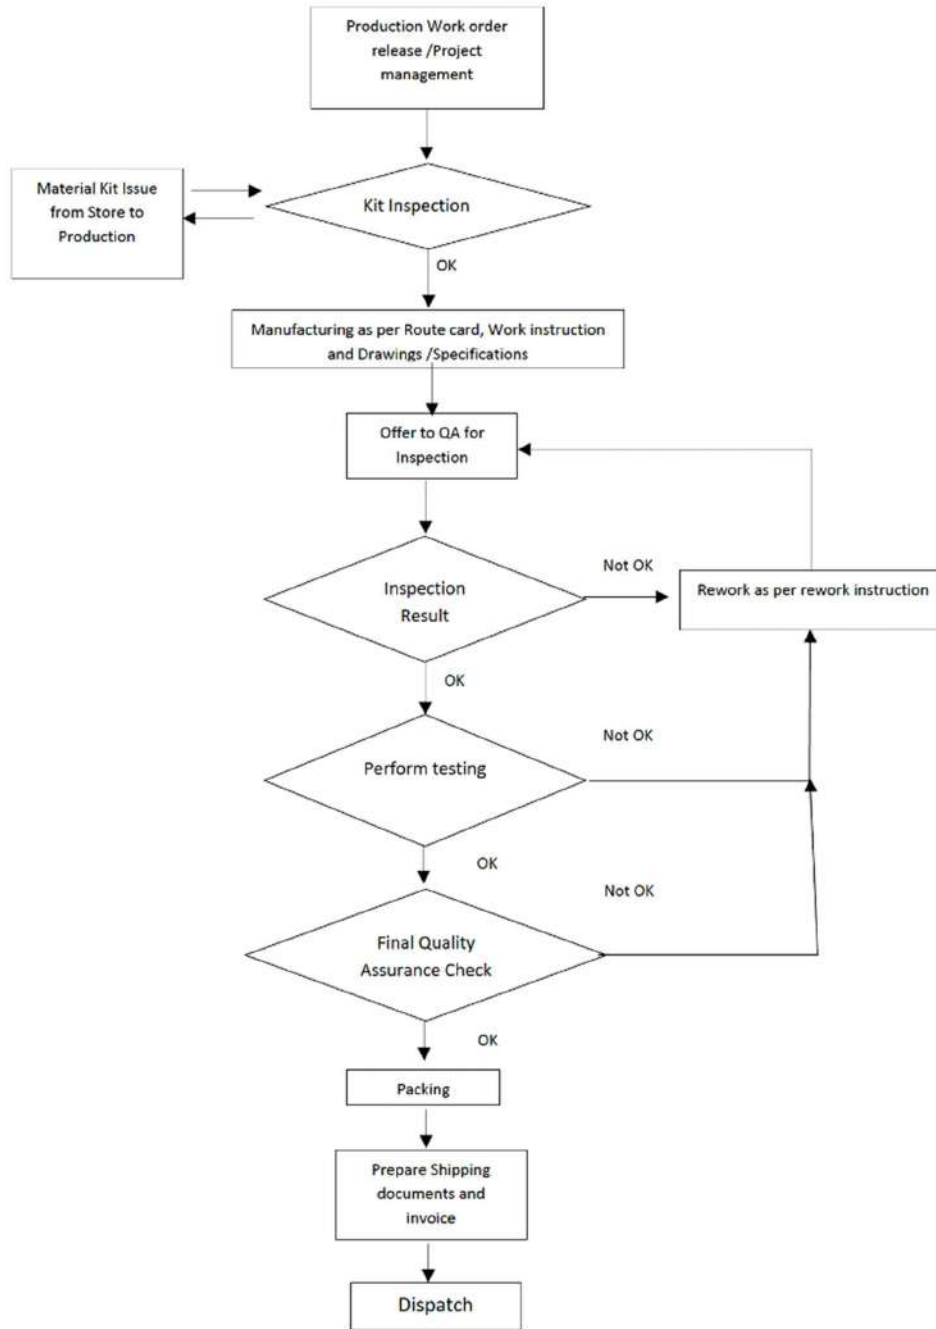 Production Work order
release /Project
management
Material Kit Issue
from Store to
Production
Kit Inspection
OK
Manufacturing as per Route card, Work instruction
and Drawings /Specifications
Offer to QA for
Inspection
Inspection
Result
Not OK
Rework as per rework instruction
OK
Perform testing
Not OK
OK
Final Quality
Assurance Check
Not OK
OK
Packing
Prepare Shipping
documents and
invoice
Dispatch